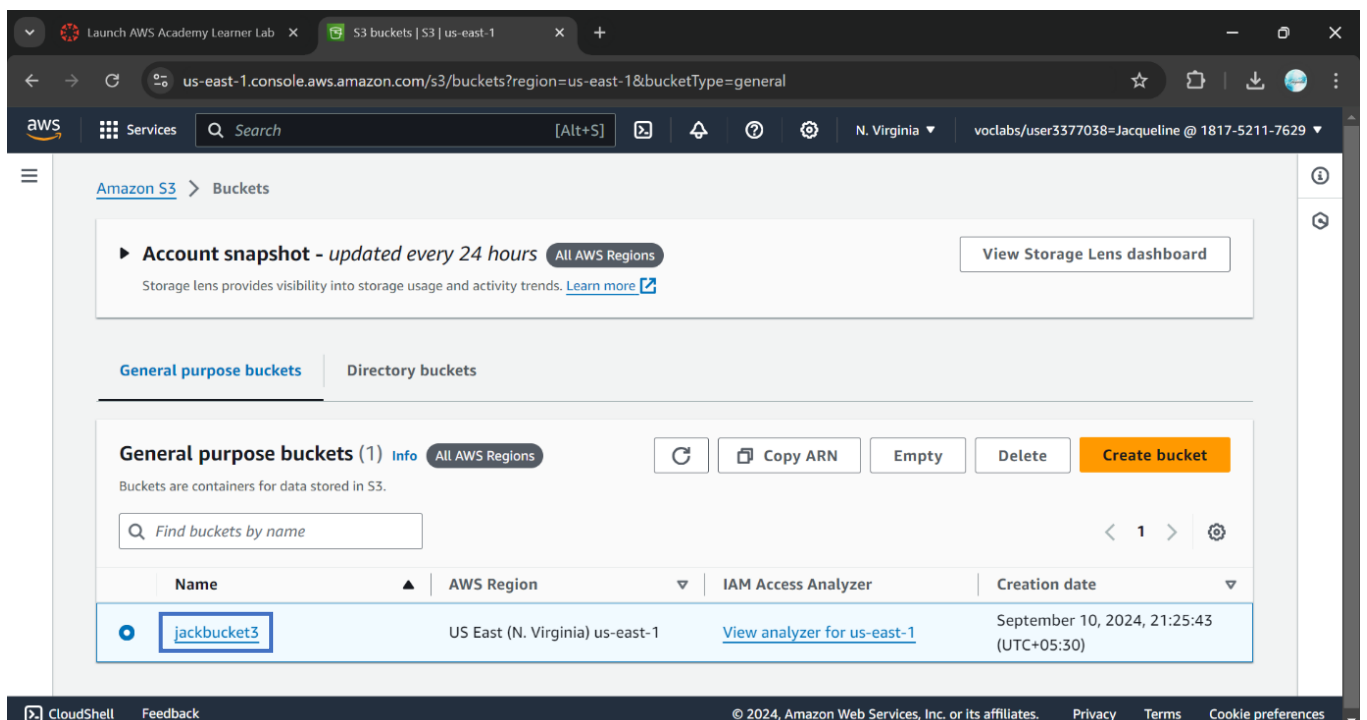 Launch AWS Academy Learner Lab
S3 buckets | S3 | us-east-1
us-east-1.console.aws.amazon.com/s3/buckets?region=us-east-1&bucketType=general
aws
Services
Search
[Alt+S]
N. Virginia ▼
voclabs/user3377038=Jacqueline @ 1817-5211-7629 ▼
Amazon S3 > Buckets
Account snapshot - updated every 24 hours
All AWS Regions
View Storage Lens dashboard
Storage lens provides visibility into storage usage and activity trends. Learn more
General purpose buckets
Directory buckets
General purpose buckets (1) Info
All AWS Regions
Copy ARN
Empty
Delete
Create bucket
Buckets are containers for data stored in S3.
Find buckets by name
1
Name
AWS Region
IAM Access Analyzer
Creation date
jackbucket3
US East (N. Virginia) us-east-1
View analyzer for us-east-1
September 10, 2024, 21:25:43
(UTC+05:30)
CloudShell
Feedback
© 2024, Amazon Web Services, Inc. or its affiliates.
Privacy
Terms
Cookie preferences